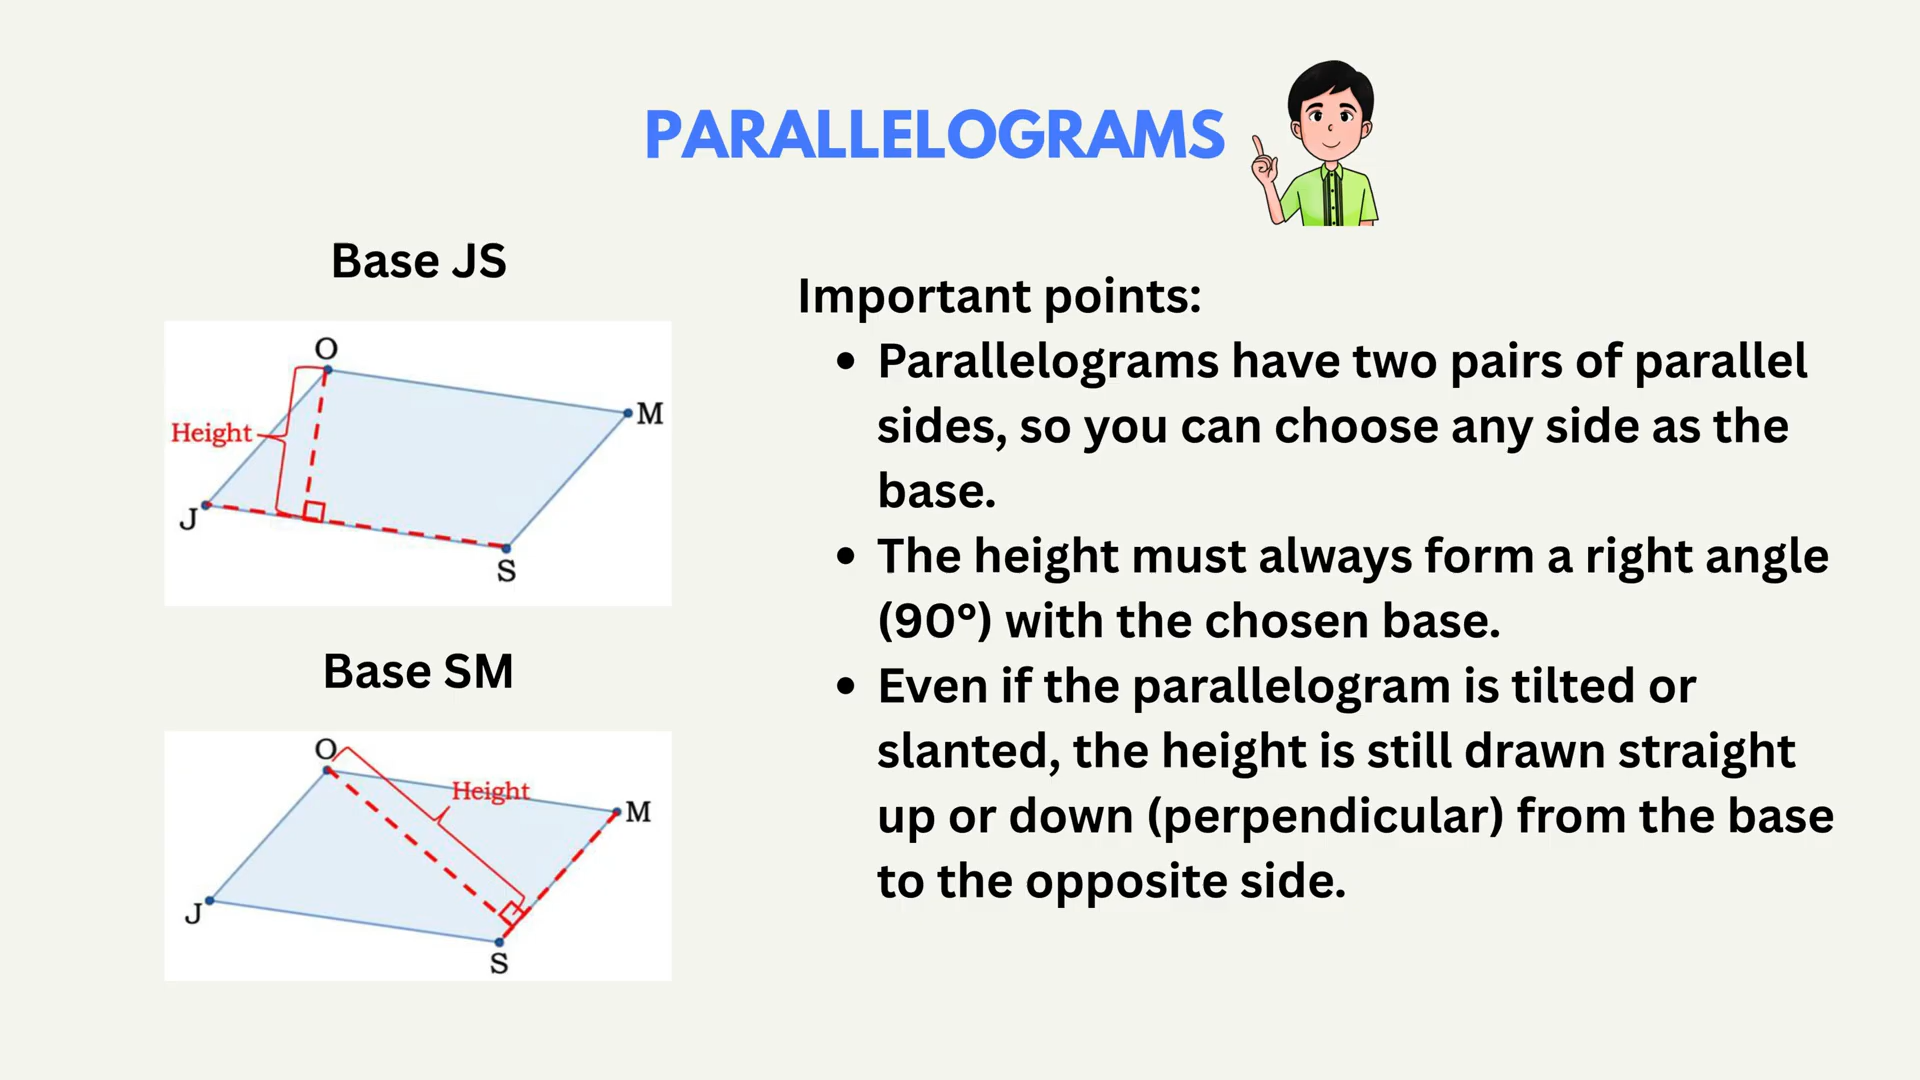 PARALLELOGRAMS
Base JS
O
M
Height
J
S
Base SM
O
Height
M
J
S
Important points:
• Parallelograms have two pairs of parallel
sides, so you can choose any side as the
base.
• The height must always form a right angle
(90°) with the chosen base.
• Even if the parallelogram is tilted or
slanted, the height is still drawn straight
up or down (perpendicular) from the base
to the opposite side.